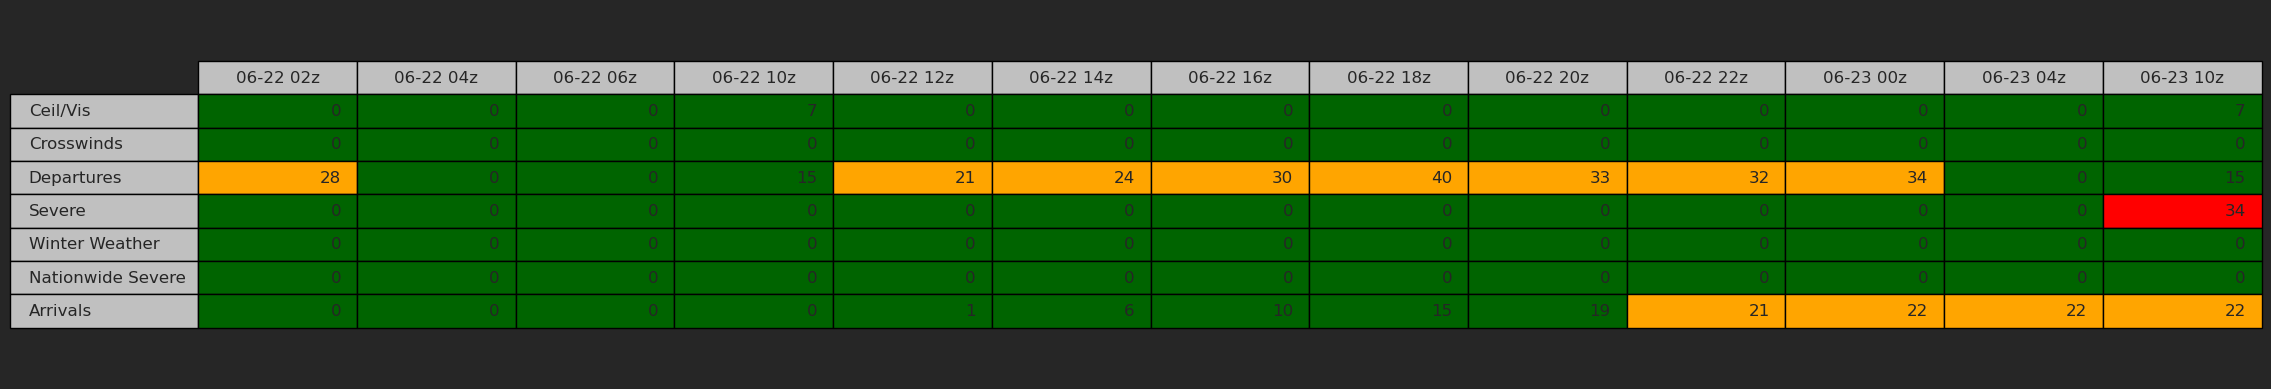 06-22 02z 06-22 04z 06-22 06z 06-22 10z 06-22 12z 06-22 14z 06-22 16z 06-22 18z 06-22 20z 06-22 22z 06-23 00z 06-23 04z 06-23 10z
Ceil/Vis 0 0 0 7 0 0 0 0 0 0 0 0 7
Crosswinds 0 0 0 0 0 0 0 0 0 0 0 0 0
Departures 28 0 0 15 21 24 30 40 33 32 34 0 15
Severe 0 0 0 0 0 0 0 0 0 0 0 0 34
Winter Weather 0 0 0 0 0 0 0 0 0 0 0 0 0
Nationwide Severe 0 0 0 0 0 0 0 0 0 0 0 0 0
Arrivals 0 0 0 0 1 6 10 15 19 21 22 22 22